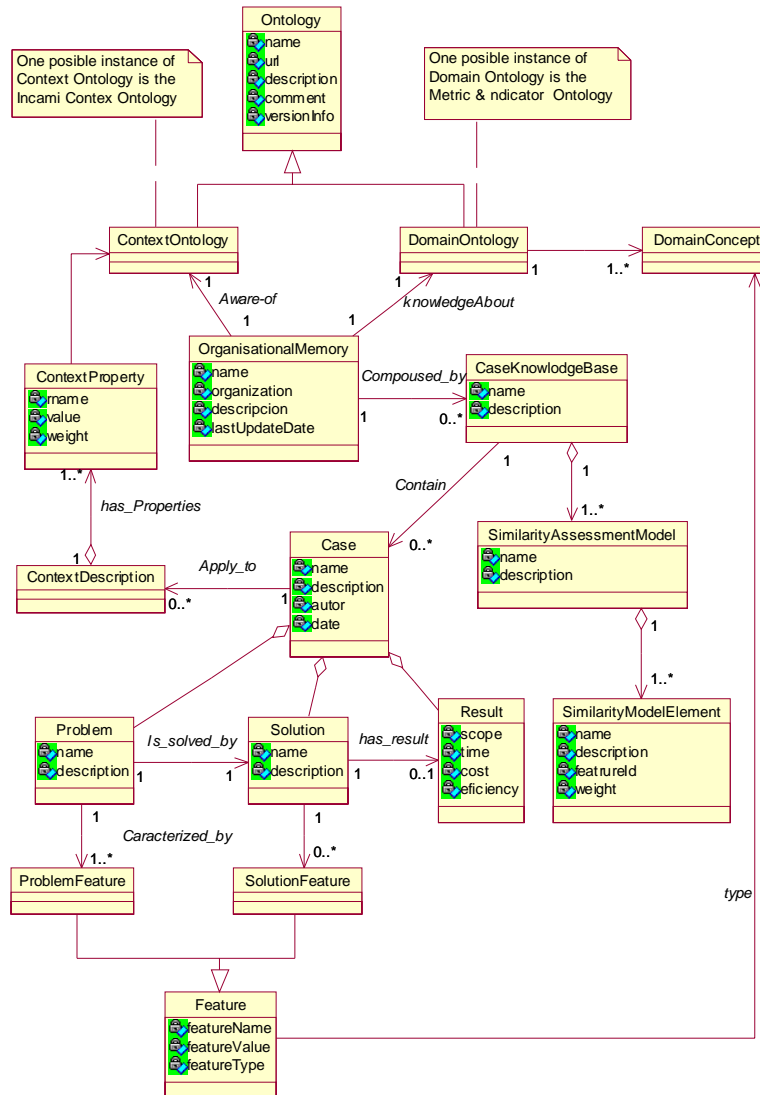 Ontology
name
url
description
comment
versionInfo
One posible instance of
Context Ontology is the
Incami Contex Ontology
One posible instance of
Domain Ontology is the
Metric & ndicator Ontology
ContextOntology
DomainOntology
DomainConcept
1
1
1
1..*
Aware-of
knowledgeAbout
1
1
OrganisationalMemory
name
organization
descripcion
lastUpdateDate
Compoused_by
1
0..*
CaseKnowledgeBase
name
description
ContextProperty
rname
value
weight
1..*
has_Properties
1
ContextDescription
0..*
Apply_to
1
Contain
1
0..*
1
1..*
Case
name
description
autor
date
SimilarityAssessmentModel
name
description
1
1..*
Problem
name
description
Is_solved_by
1
1
Solution
name
description
has_result
1
0..1
Result
scope
time
cost
eficiency
SimilarityModelElement
name
description
featrureId
weight
1
Caracterized_by
1..*
1
0..*
ProblemFeature
SolutionFeature
type
Feature
featureName
featureValue
featureType